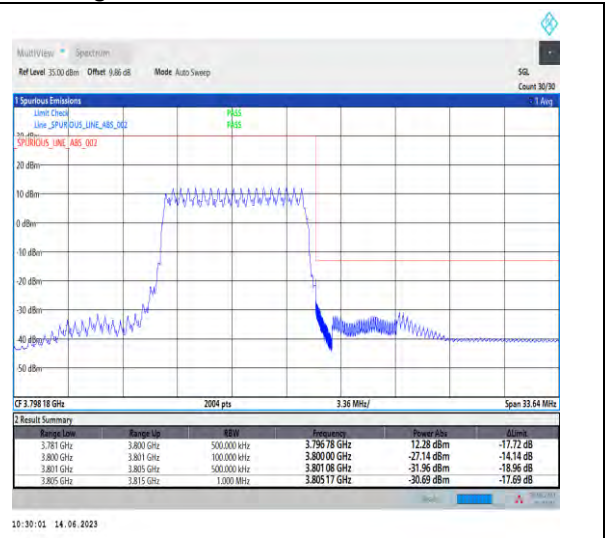 MultiView Spectrum
Ref Level 35.00 dBm Offset 9.86 dB Mode Auto Sweep SGL
Count 30/30
1 Spurious Emissions 1 Avg
Limit Check PASS
Line _SPURIOUS_LINE_ABS_002 PASS
SPURIOUS_LINE_ABS_002
20 dBm
10 dBm
0 dBm
-10 dBm
-20 dBm
-30 dBm
-40 dBm
-50 dBm
CF 3.798 18 GHz 2004 pts 3.36 MHz/ Span 33.64 MHz
2 Result Summary
Range Low Range Up RBW Frequency Power Abs ΔLimit
3.781 GHz 3.800 GHz 500.000 kHz 3.796 78 GHz 12.28 dBm -17.72 dB
3.800 GHz 3.801 GHz 100.000 kHz 3.800 00 GHz -27.14 dBm -14.14 dB
3.801 GHz 3.805 GHz 500.000 kHz 3.801 08 GHz -31.96 dBm -18.96 dB
3.805 GHz 3.815 GHz 1.000 MHz 3.805 17 GHz -30.69 dBm -17.69 dB
10:30:01 14.06.2023